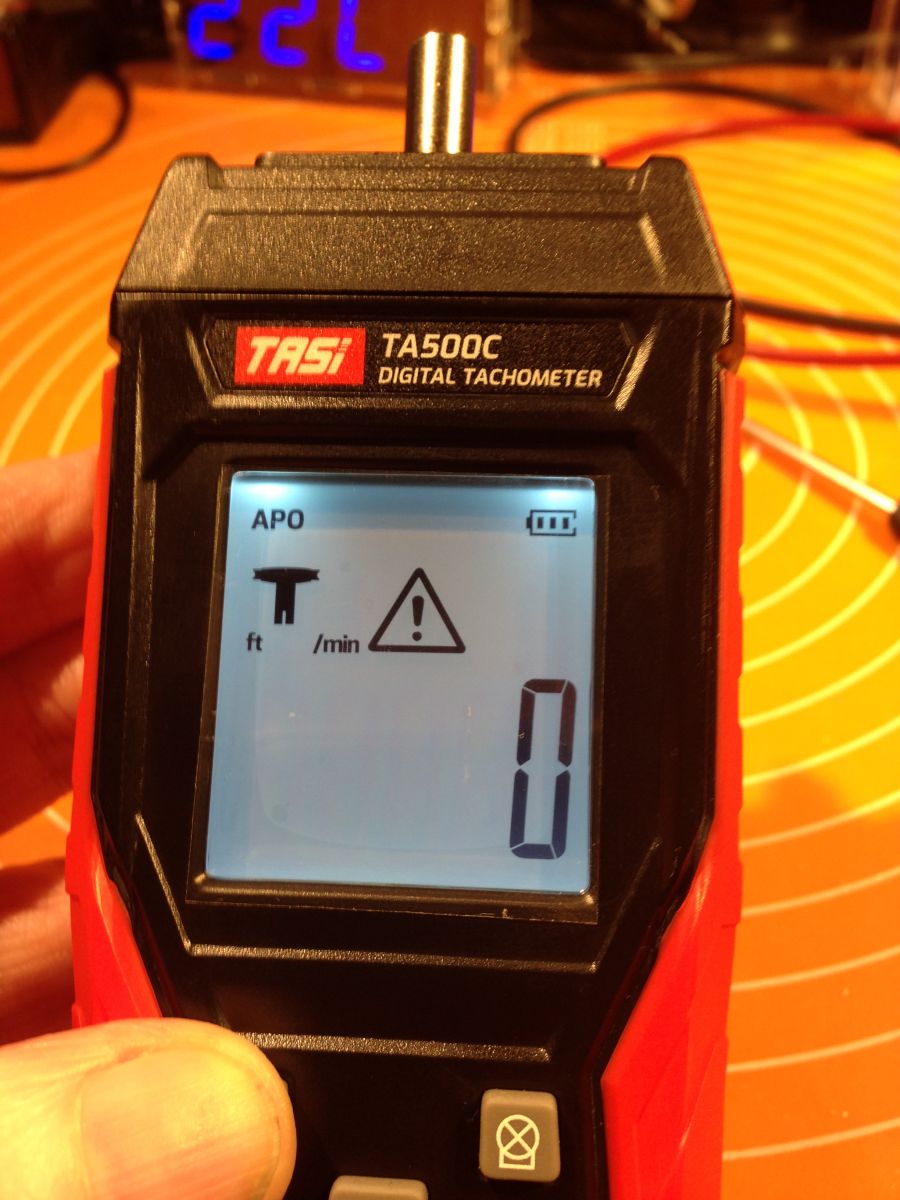 TASI
TA500C
DIGITAL TACHOMETER
APO
ft /min
0